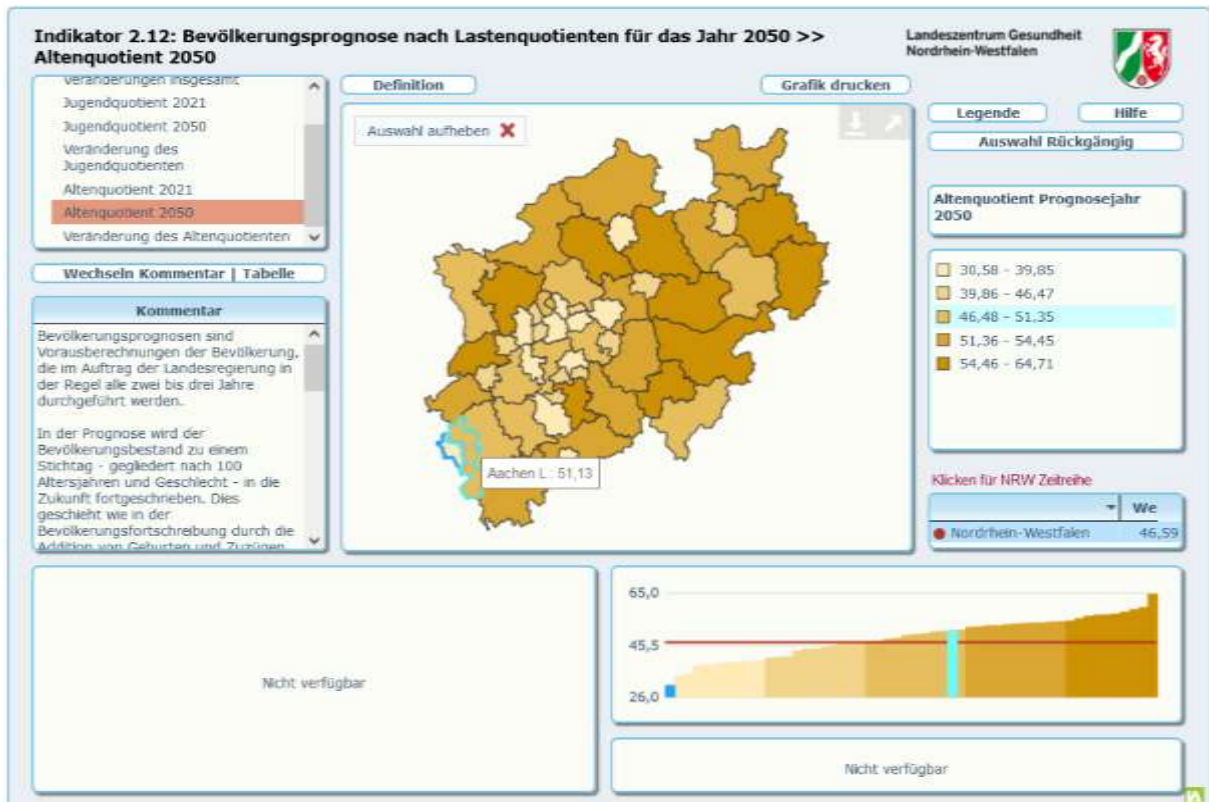 Indikator 2.12: Bevölkerungsprognose nach Lastenquotienten für das Jahr 2050 >>
Altenquotient 2050
Landeszentrum Gesundheit
Nordrhein-Westfalen
Veränderungen insgesamt
Jugendquotient 2021
Jugendquotient 2050
Veränderung des
Jugendquotienten
Altenquotient 2021
Altenquotient 2050
Veränderung des Altenquotienten
Wechseln Kommentar | Tabelle
Kommentar
Bevölkerungsprognosen sind
Vorausberechnungen der Bevölkerung,
die im Auftrag der Landesregierung in
der Regel alle zwei bis drei Jahre
durchgeführt werden.
In der Prognose wird der
Bevölkerungsbestand zu einem
Stichtag - gegliedert nach 100
Altersjahren und Geschlecht - in die
Zukunft fortgeschrieben. Dies
geschieht wie in der
Bevölkerungsfortschreibung durch die
Addition von Geburten und Zuzügen
Definition
Grafik drucken
Auswahl aufheben
Aachen L : 51,13
Legende
Hilfe
Auswahl Rückgängig
Altenquotient Prognosejahr
2050
30,58 - 39,85
39,86 - 46,47
46,48 - 51,35
51,36 - 54,45
54,46 - 64,71
Klicken für NRW Zeitreihe
We
Nordrhein-Westfalen 46,59
Nicht verfügbar
65,0
45,5
26,0
Nicht verfügbar